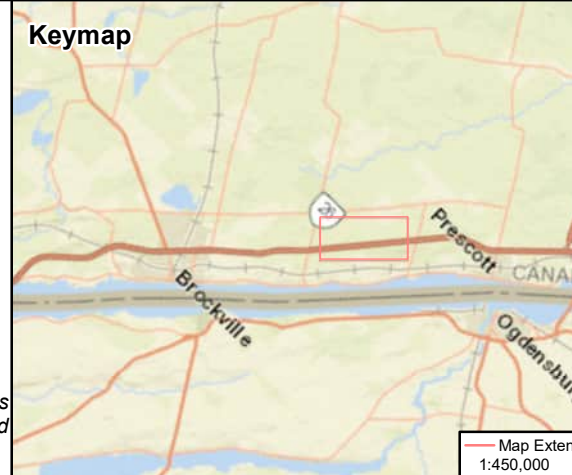 Keymap
Prescott
CANA
Brockville
Ogdensbu
s
d
Map Exten
1:450,000